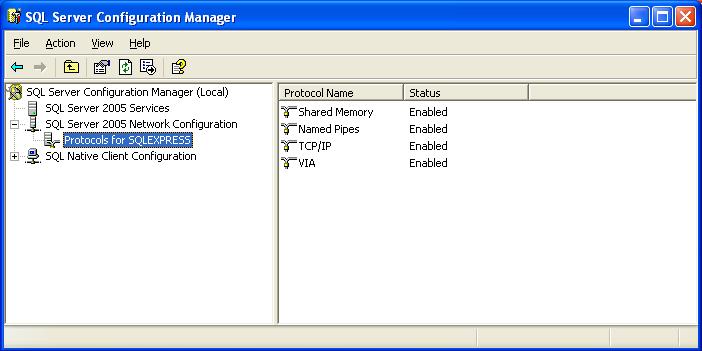 SQL Server Configuration Manager
File Action View Help
SQL Server Configuration Manager (Local)
SQL Server 2005 Services
SQL Server 2005 Network Configuration
Protocols for SQLEXPRESS
SQL Native Client Configuration
Protocol Name Status
Shared Memory Enabled
Named Pipes Enabled
TCP/IP Enabled
VIA Enabled